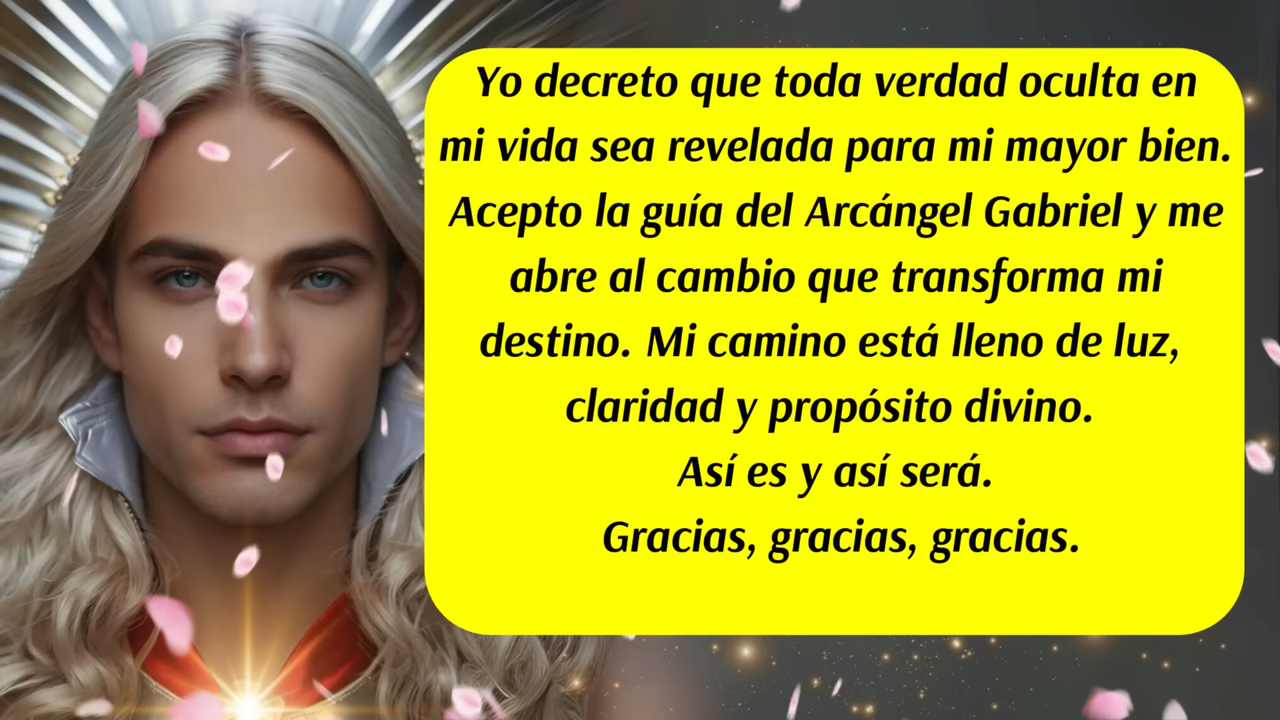 Yo decreto que toda verdad oculta en
mi vida sea revelada para mi mayor bien.
Acepto la guía del Arcángel Gabriel y me
abre al cambio que transforma mi
destino. Mi camino está lleno de luz,
claridad y propósito divino.
Así es y así será.
Gracias, gracias, gracias.